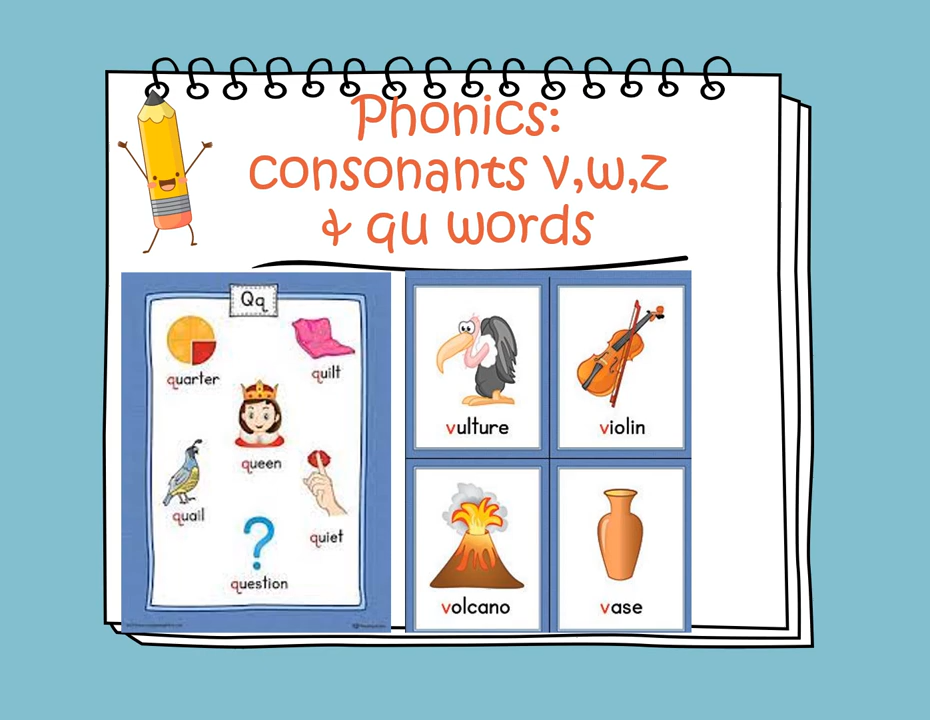 Phonics:
consonants v,w,z
& qu words
Qq
quarter
quilt
queen
quail
quiet
question
vulture
violin
volcano
vase